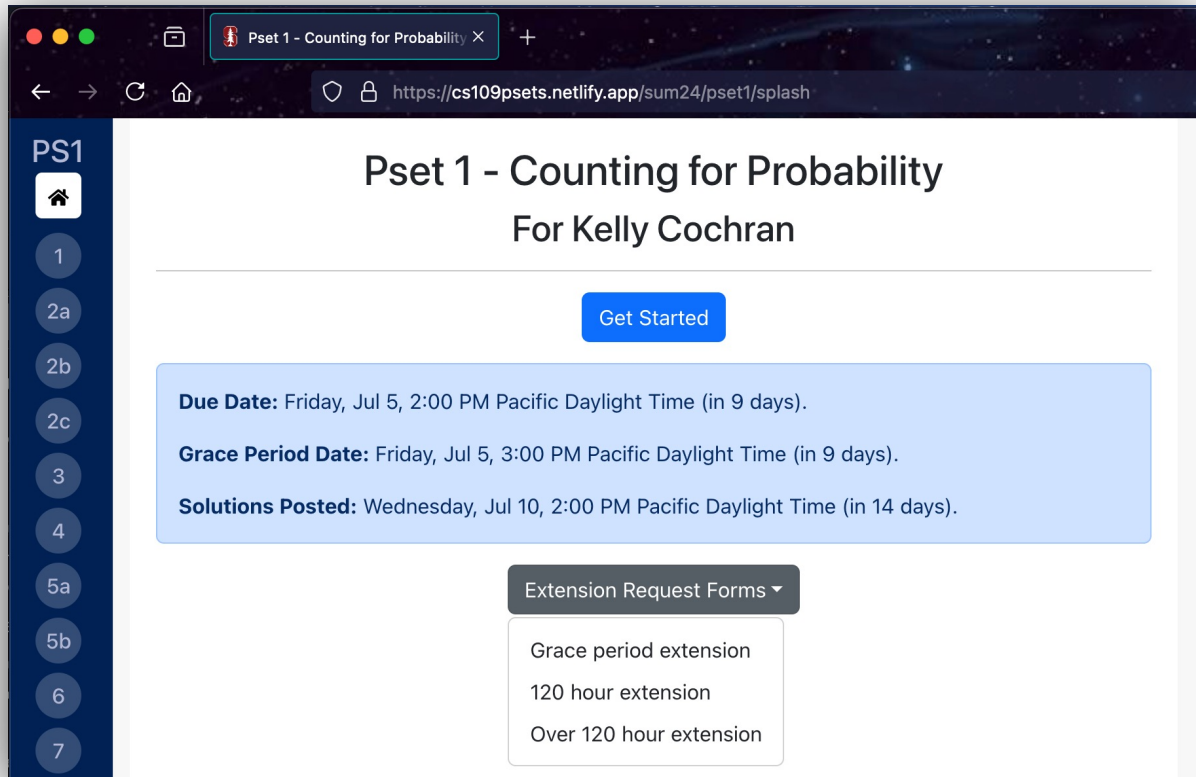 Pset 1 - Counting for Probability
https://cs109psets.netlify.app/sum24/pset1/splash
PS1
1
2a
2b
2c
3
4
5a
5b
6
7
Pset 1 - Counting for Probability
For Kelly Cochran
Get Started
Due Date: Friday, Jul 5, 2:00 PM Pacific Daylight Time (in 9 days).
Grace Period Date: Friday, Jul 5, 3:00 PM Pacific Daylight Time (in 9 days).
Solutions Posted: Wednesday, Jul 10, 2:00 PM Pacific Daylight Time (in 14 days).
Extension Request Forms
Grace period extension
120 hour extension
Over 120 hour extension